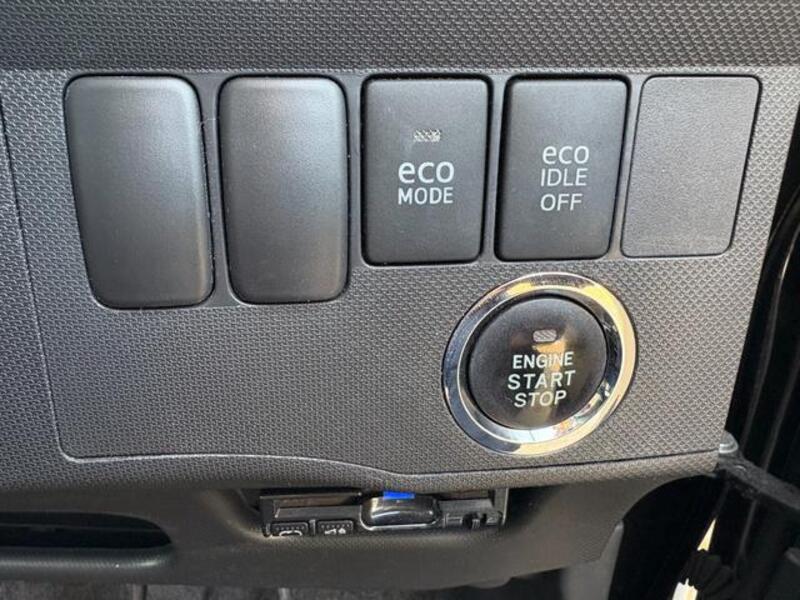 eco
MODE
eco
IDLE
OFF
ENGINE
START
STOP